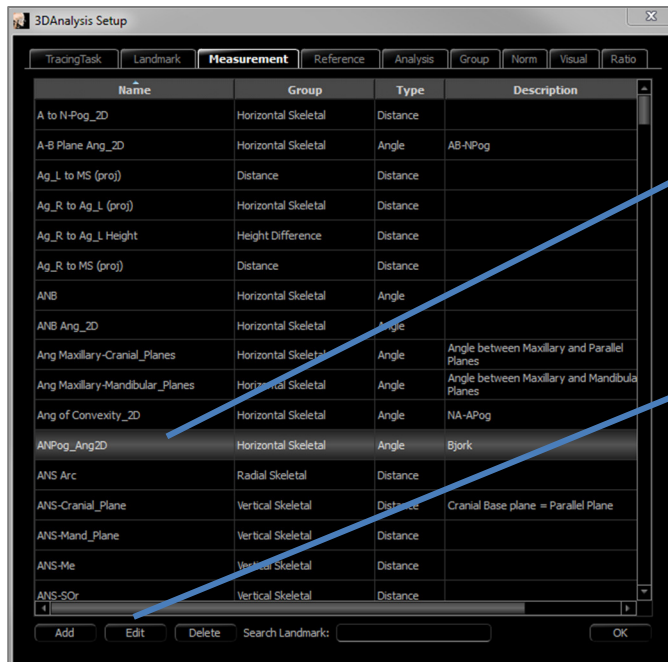 3DAnalysis Setup
TracingTask Landmark Measurement Reference Analysis Group Norm Visual Ratio
Name Group Type Description
A to N-Pog_2D Horizontal Skeletal Distance
A-B Plane Ang_2D Horizontal Skeletal Angle AB-NPog
Ag_L to MS (proj) Distance Distance
Ag_R to Ag_L (proj) Horizontal Skeletal Distance
Ag_R to Ag_L Height Height Difference Distance
Ag_R to MS (proj) Distance Distance
ANB Horizontal Skeletal Angle
ANB Ang_2D Horizontal Skeletal Angle
Ang Maxillary-Cranial_Planes Horizontal Skeletal Angle Angle between Maxillary and Parallel
Planes
Ang Maxillary-Mandibular_Planes Horizontal Skeletal Angle Angle between Maxillary and Mandibula
Planes
Ang of Convexity_2D Horizontal Skeletal Angle NA-APog
ANPog_Ang2D Horizontal Skeletal Angle Bjork
ANS Arc Radial Skeletal Distance
ANS-Cranial_Plane Vertical Skeletal Distance Cranial Base plane = Parallel Plane
ANS-Mand_Plane Vertical Skeletal Distance
ANS-Me Vertical Skeletal Distance
ANS-SOr Vertical Skeletal Distance
Add Edit Delete Search Landmark: OK